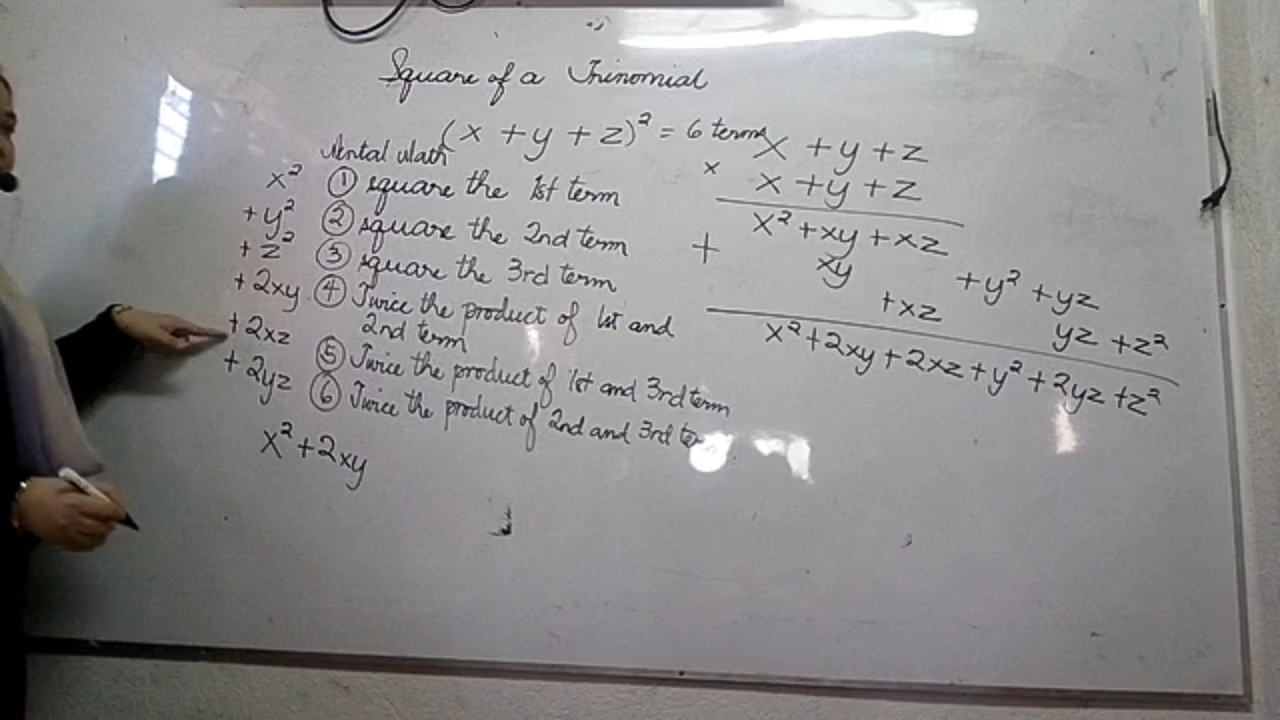 Square of a Trinomial
(x + y + z)² = 6 terms
Mental Math
x² ① square the 1st term
+ y² ② square the 2nd term
+ z² ③ square the 3rd term
+ 2xy ④ Twice the product of 1st and
2nd term
+ 2xz ⑤ Twice the product of 1st and 3rd term
+ 2yz ⑥ Twice the product of 2nd and 3rd te
x² + 2xy
x + y + z
× x + y + z
x² + xy + xz
+ xy + y² + yz
+ xz yz + z²
x² + 2xy + 2xz + y² + 2yz + z²